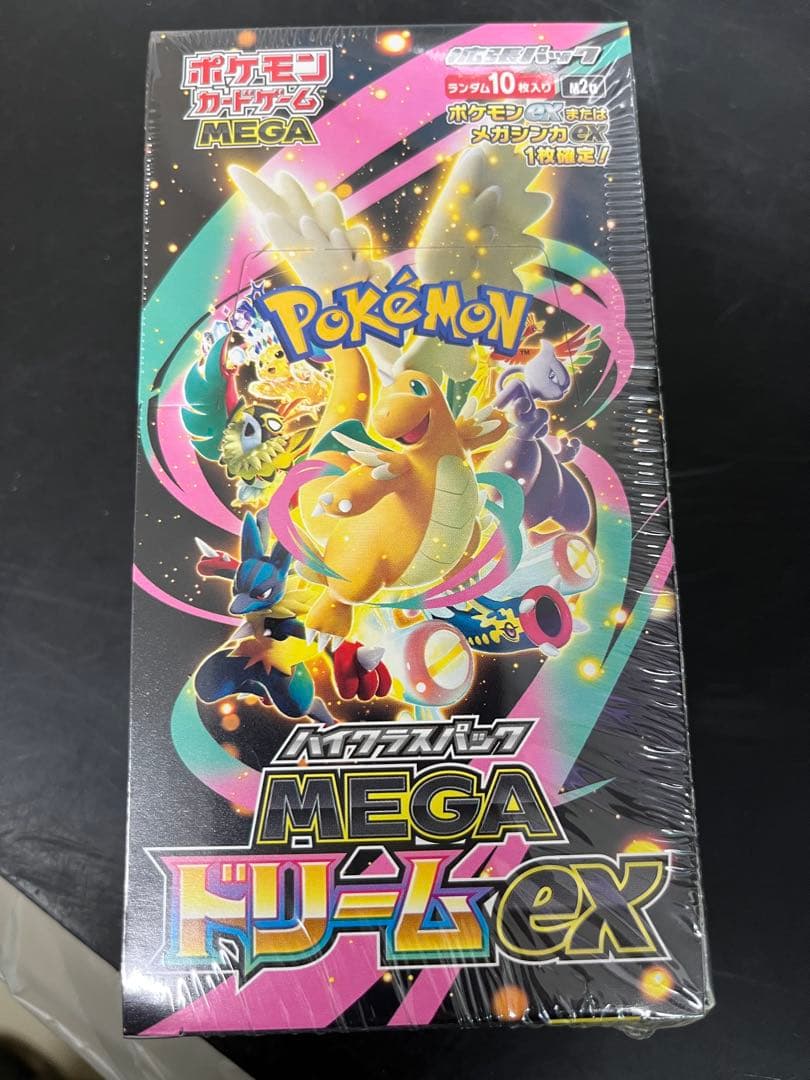 ポケモン
カードゲーム
MEGA
拡張パック
ランダム10枚入り M2a
ポケモンexまたは
メガシンカex
1枚確定!
Pokémon
TM
ハイクラスパック
MEGA
ドリームex